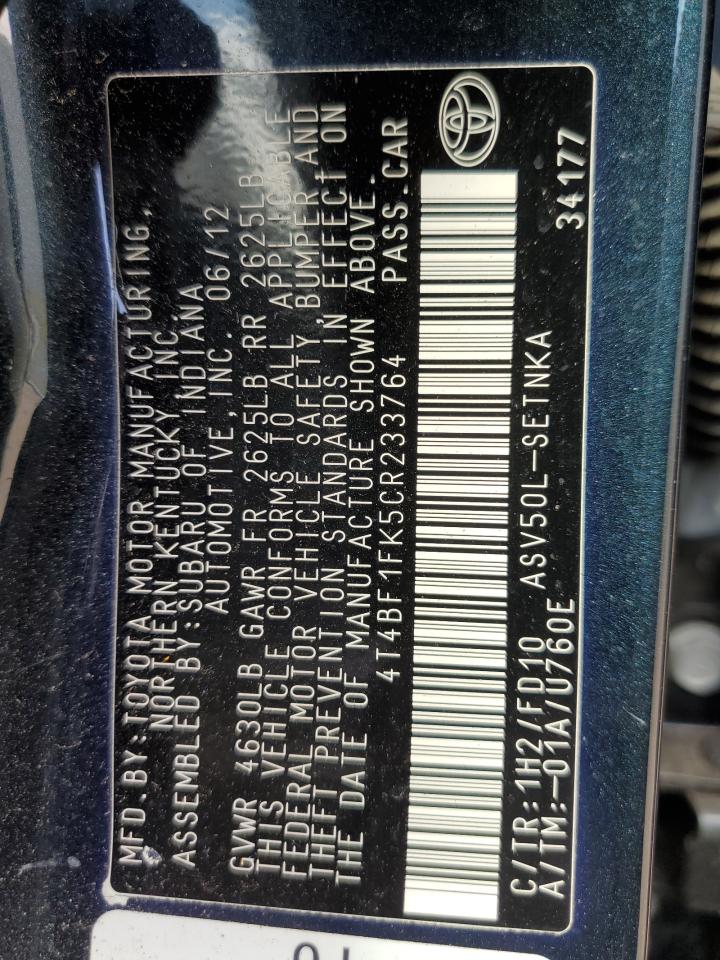 MFD.BY:TOYOTA MOTOR MANUFACTURING,
NORTHERN KENTUCKY,INC.
ASSEMBLED BY:SUBARU OF INDIANA
AUTOMOTIVE,INC 06/12
GVWR 4630LB GAWR FR 2625LB RR 2625LB
THIS VEHICLE CONFORMS TO ALL APPLICABLE
FEDERAL MOTOR VEHICLE SAFETY,BUMPER,AND
THEFT PREVENTION STANDARDS IN EFFECT ON
THE DATE OF MANUFACTURE SHOWN ABOVE.
4T4BF1FK5CR233764 PASS.CAR
C/TR:1H2/FD10 ASV50L-SETNKA
A/TM:-01A/U760E 34177